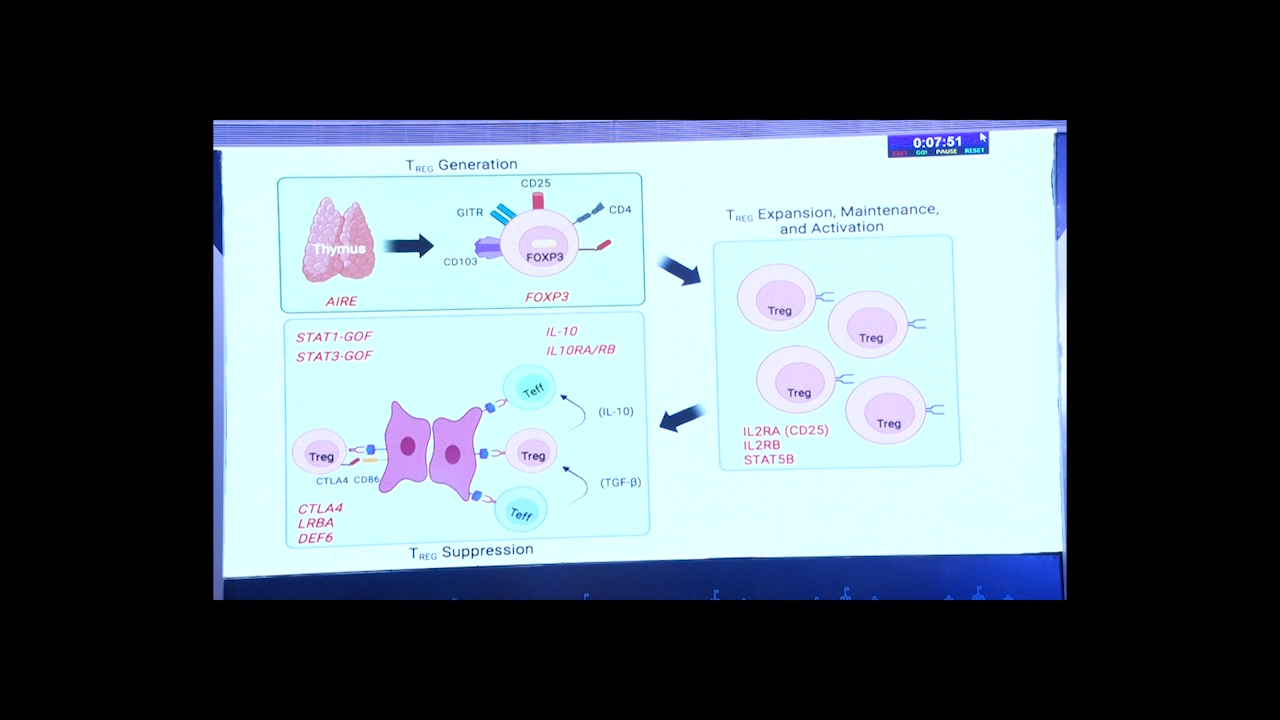 0:07:51
EXIT GO! PAUSE RESET
TREG Generation
CD25
GITR
CD4
Thymus
FOXP3
CD103
AIRE
FOXP3
TREG Expansion, Maintenance,
and Activation
Treg
Treg
Treg
Treg
IL2RA (CD25)
IL2RB
STAT5B
STAT1-GOF
STAT3-GOF
IL-10
IL10RA/RB
Teff
(IL-10)
Treg
Treg
CTLA4 CD86
(TGF-β)
Teff
CTLA4
LRBA
DEF6
TREG Suppression